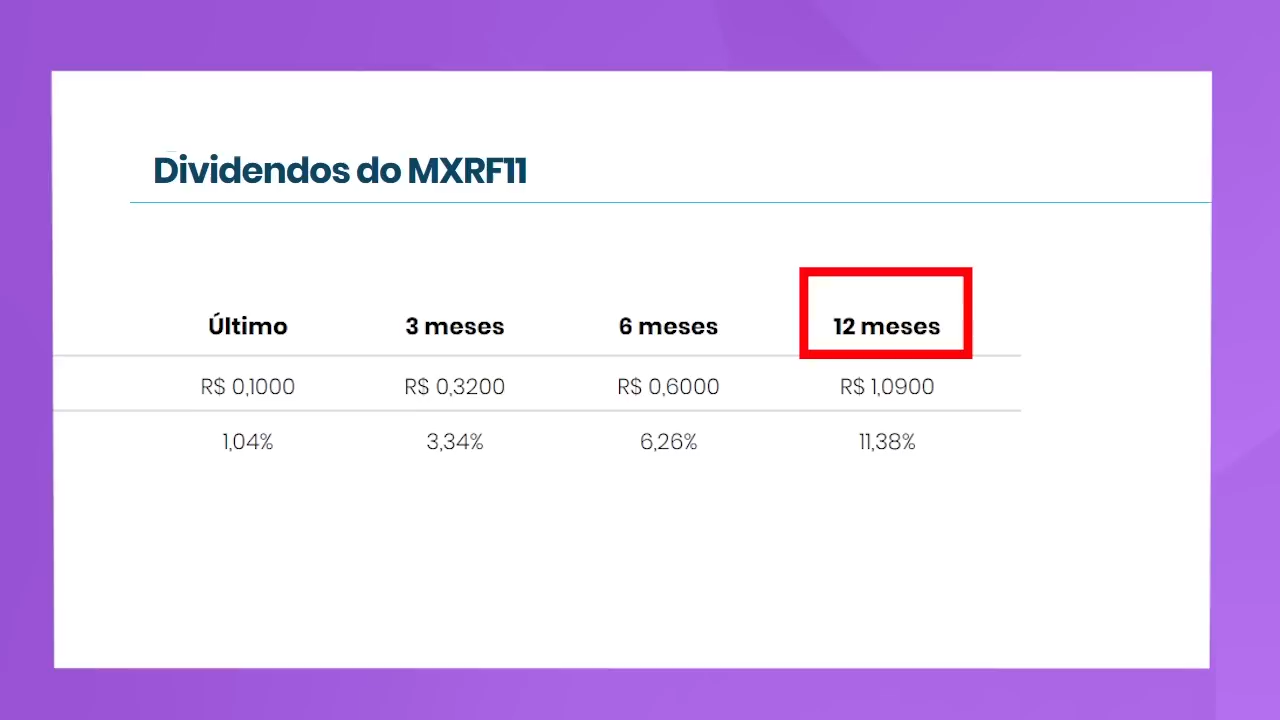 Dividendos do MXRF11
Último 3 meses 6 meses 12 meses
R$ 0,1000 R$ 0,3200 R$ 0,6000 R$ 1,0900
1,04% 3,34% 6,26% 11,38%